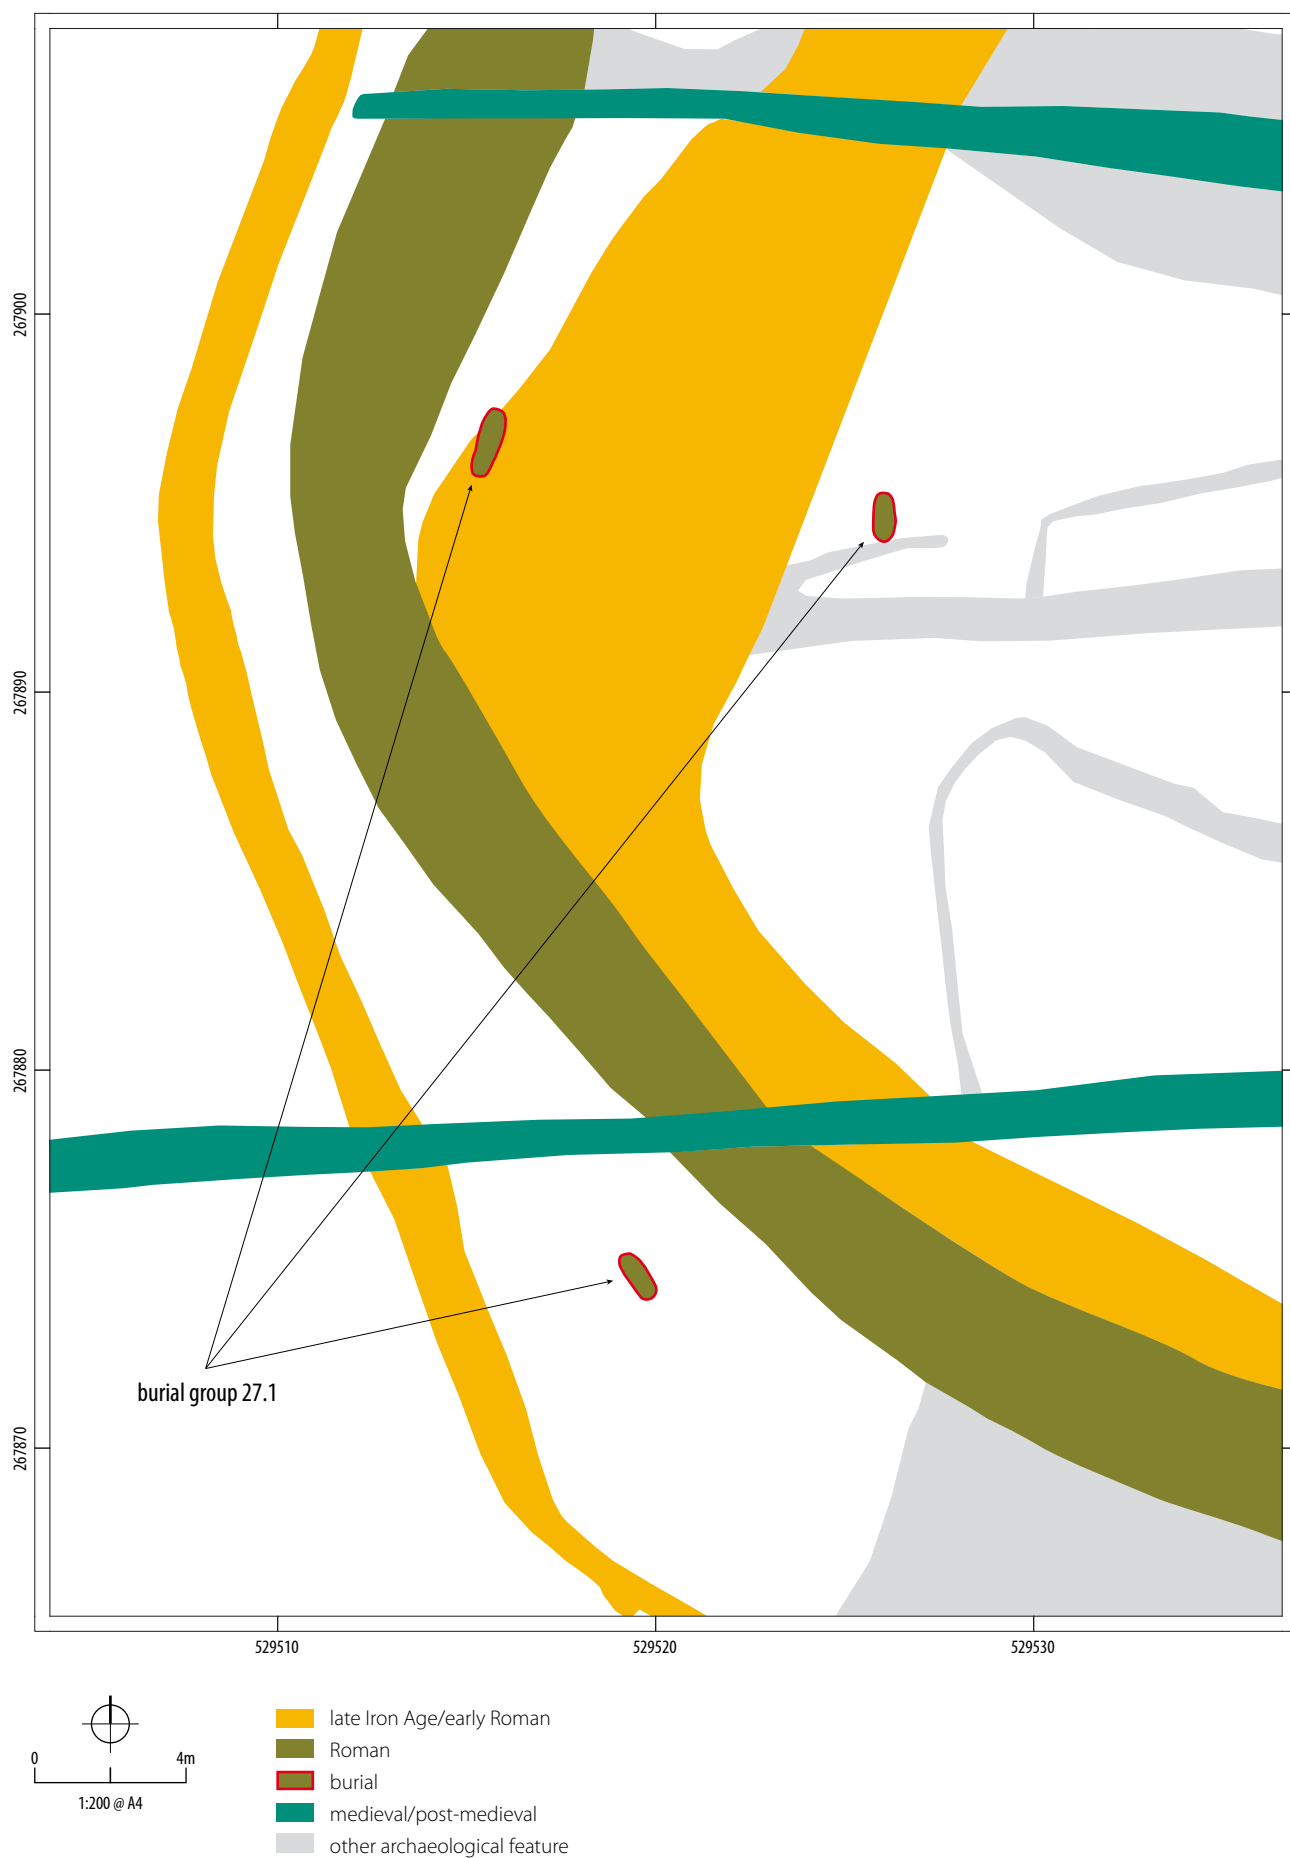 267900
267890
267880
burial group 27.1
267870
529510
529520
529530
0
4m
1:200 @ A4
late Iron Age/early Roman
Roman
burial
medieval/post-medieval
other archaeological feature